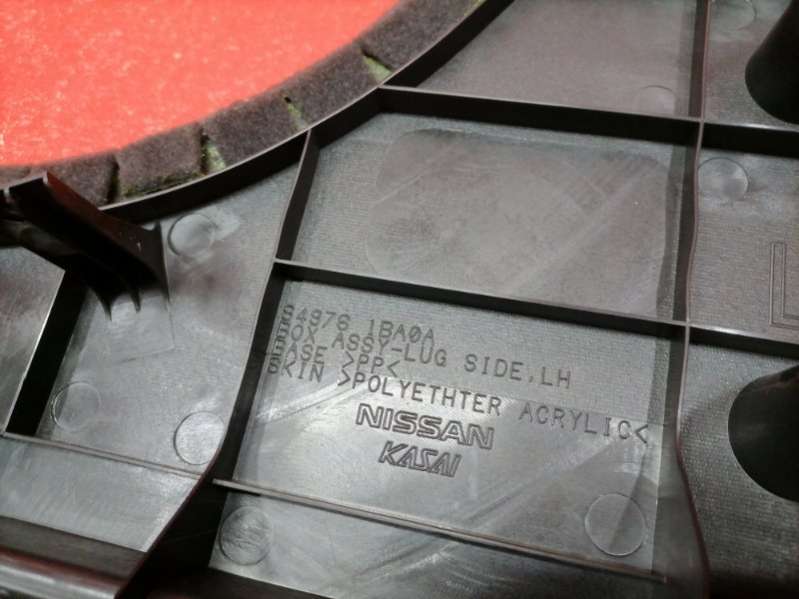 84976 1BA0A
BOX ASSY-LUG SIDE,LH
BASE >PP<
SKIN >POLYETHTER ACRYLIC<
NISSAN
KASAI
L